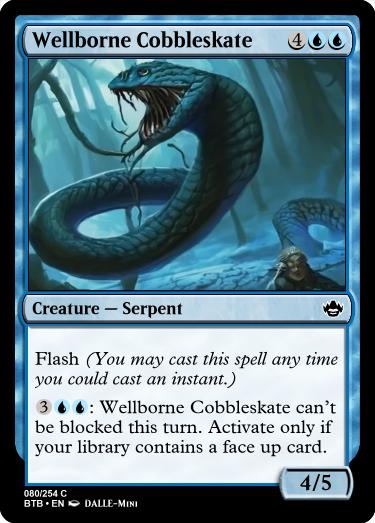 Wellborne Cobbleskate 4
Creature — Serpent
Flash (You may cast this spell any time
you could cast an instant.)
3: Wellborne Cobbleskate can't
be blocked this turn. Activate only if
your library contains a face up card.
4/5
080/254 C
BTB • EN DALLE-Mini